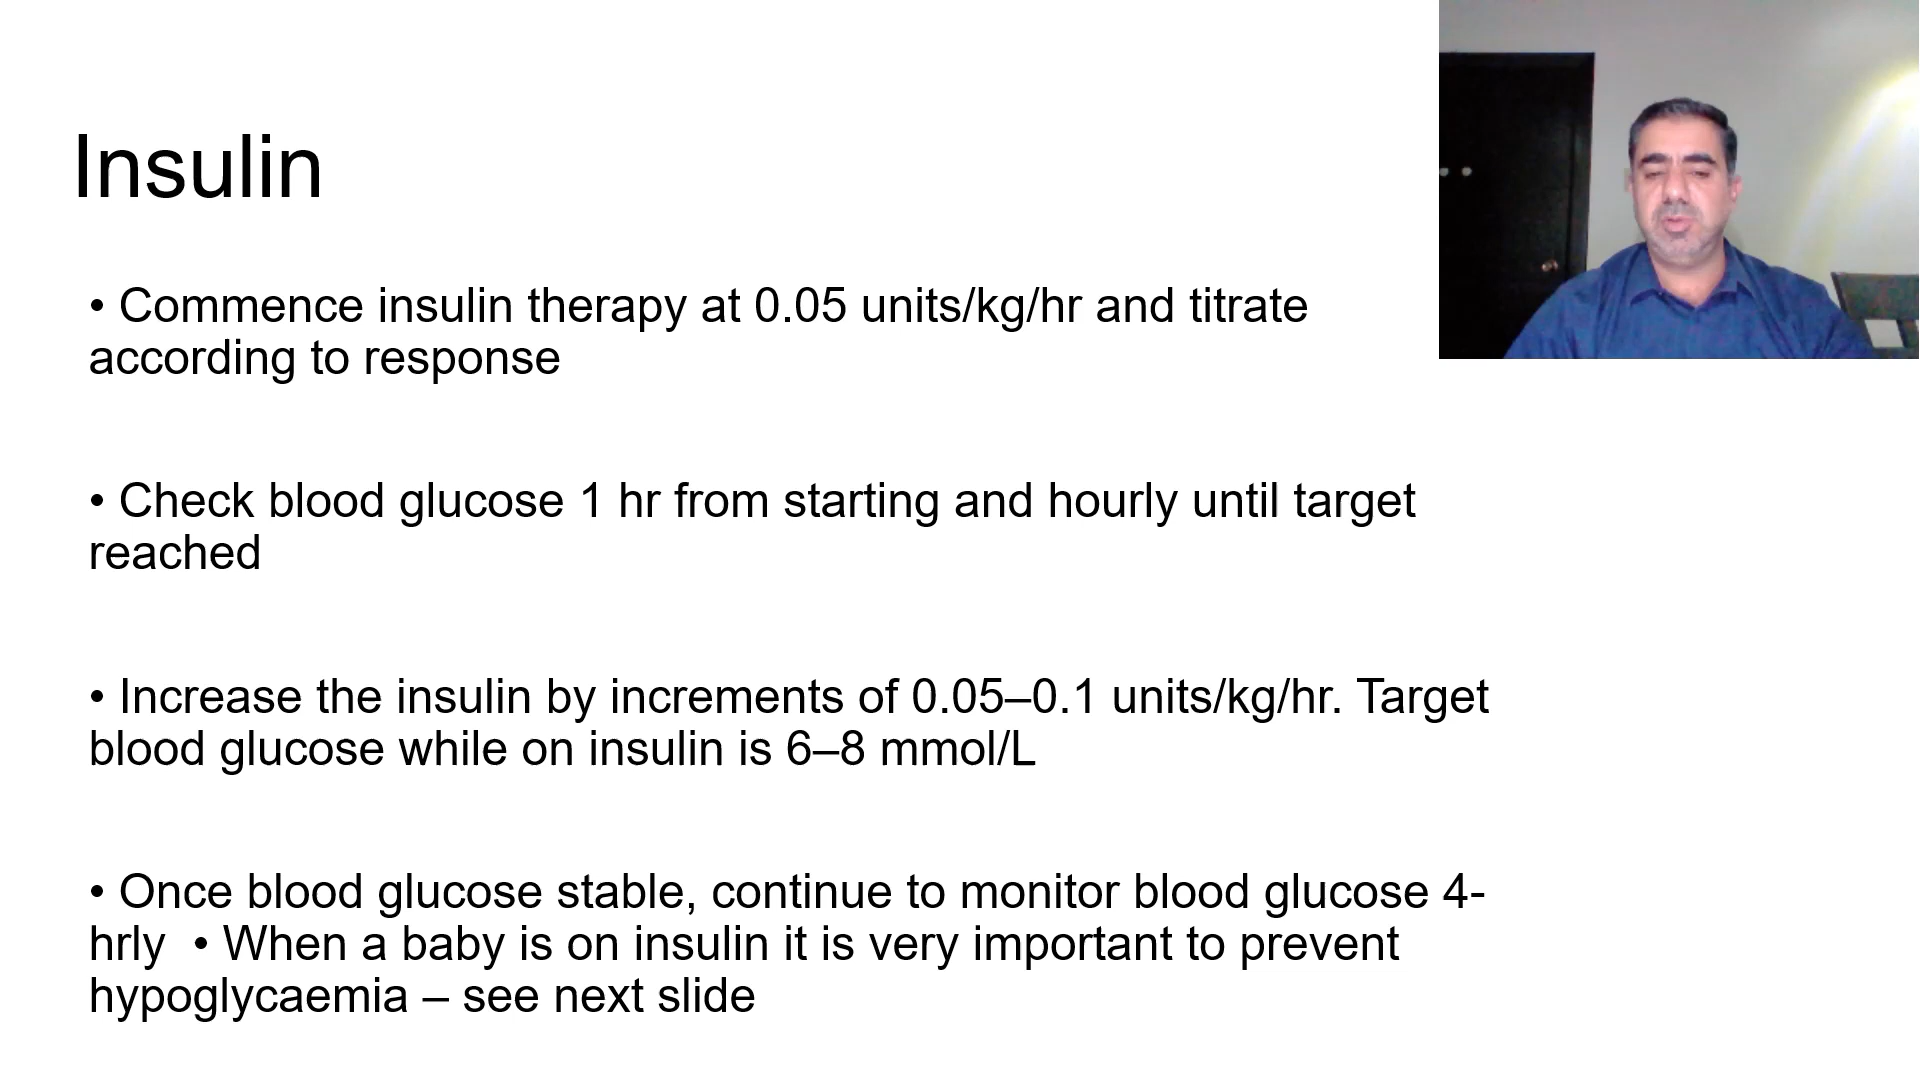 Insulin
• Commence insulin therapy at 0.05 units/kg/hr and titrate
according to response
• Check blood glucose 1 hr from starting and hourly until target
reached
• Increase the insulin by increments of 0.05–0.1 units/kg/hr. Target
blood glucose while on insulin is 6–8 mmol/L
• Once blood glucose stable, continue to monitor blood glucose 4-
hrly  • When a baby is on insulin it is very important to prevent
hypoglycaemia – see next slide